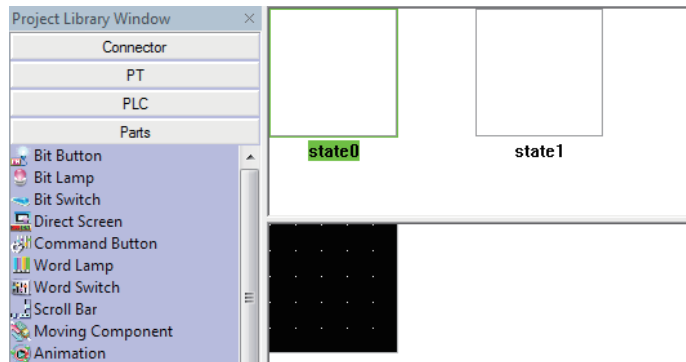 Project Library Window
Connector
PT
PLC
Parts
Bit Button
Bit Lamp
Bit Switch
Direct Screen
Command Button
Word Lamp
Word Switch
Scroll Bar
Moving Component
Animation
state0
state1